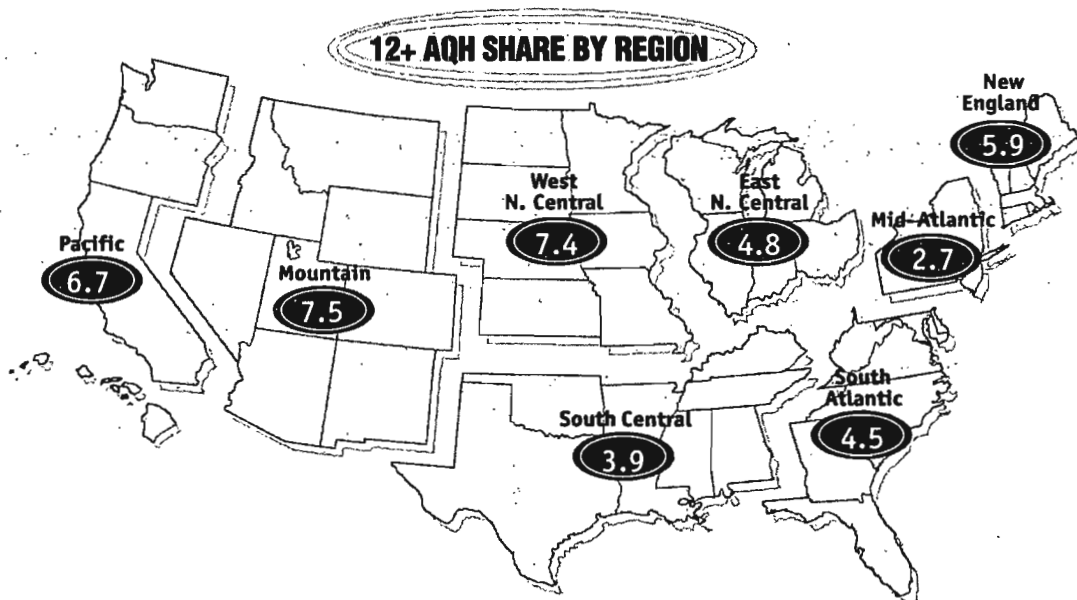 12+ AQH SHARE BY REGION
New
England
5.9
West
N. Central
7.4
East
N. Central
4.8
Mid-Atlantic
2.7
Pacific
6.7
Mountain
7.5
South
Atlantic
4.5
South Central
3.9